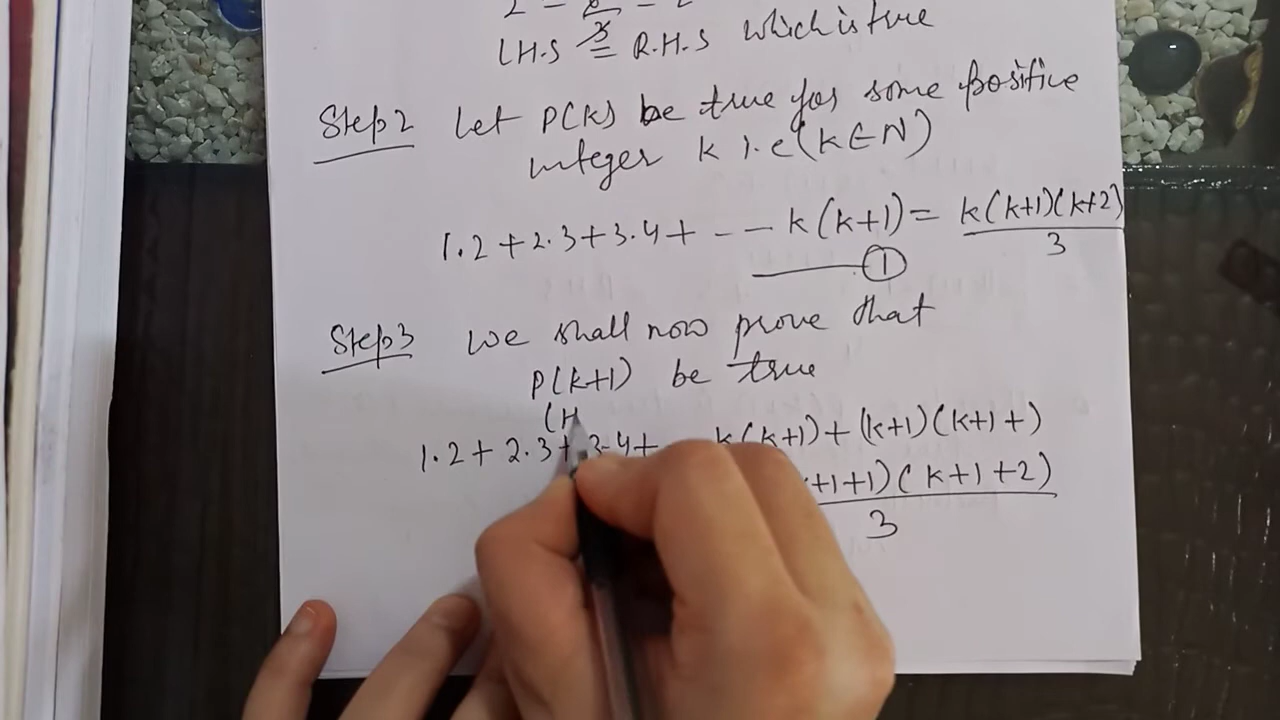 LH.S = R.H.S which is true
Step 2 Let P(K) be true for some positive
integer k i.e (k ∈ N)
1.2 + 2.3 + 3.4 + - - k(k+1) = k(k+1)(k+2)
3
1
Step 3 we shall now prove that
P(k+1) be true
(H
1.2 + 2.3 + 3.4 + k(k+1) + (k+1)(k+1+)
+1+1)(k+1+2)
3